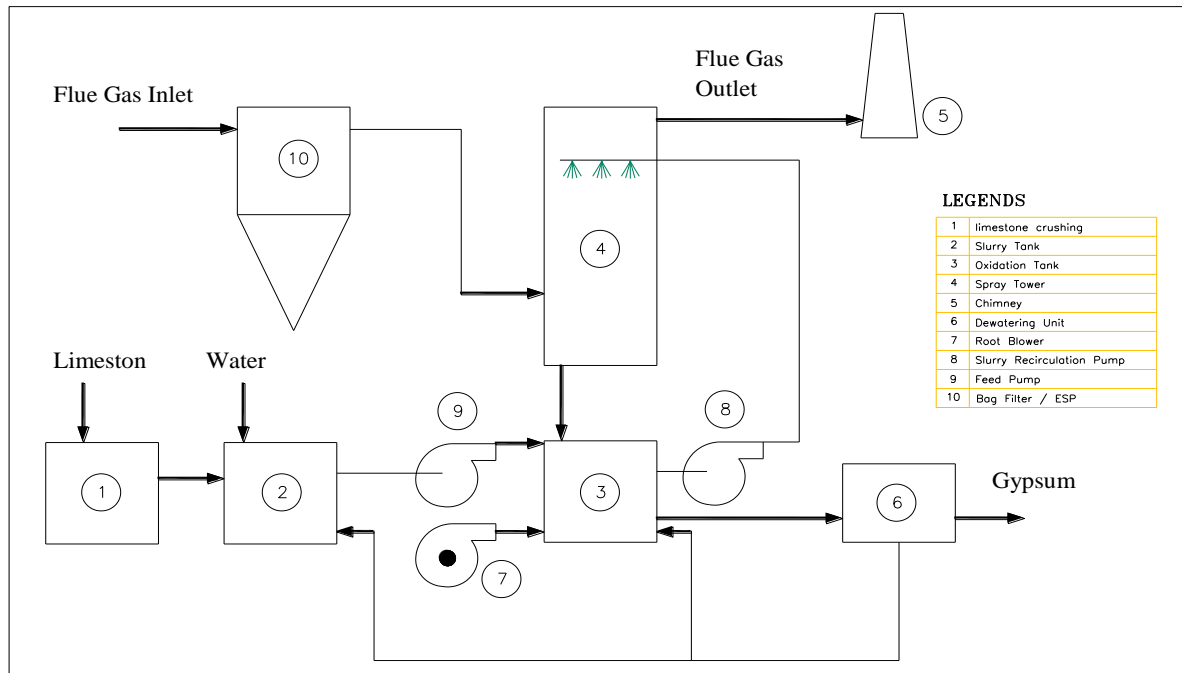 Flue Gas
Outlet
Flue Gas Inlet
5
10
4
LEGENDS
1 limestone crushing
2 Slurry Tank
3 Oxidation Tank
4 Spray Tower
5 Chimney
6 Dewatering Unit
7 Root Blower
8 Slurry Recirculation Pump
9 Feed Pump
10 Bag Filter / ESP
Limeston
Water
9
8
1
2
3
6
Gypsum
7